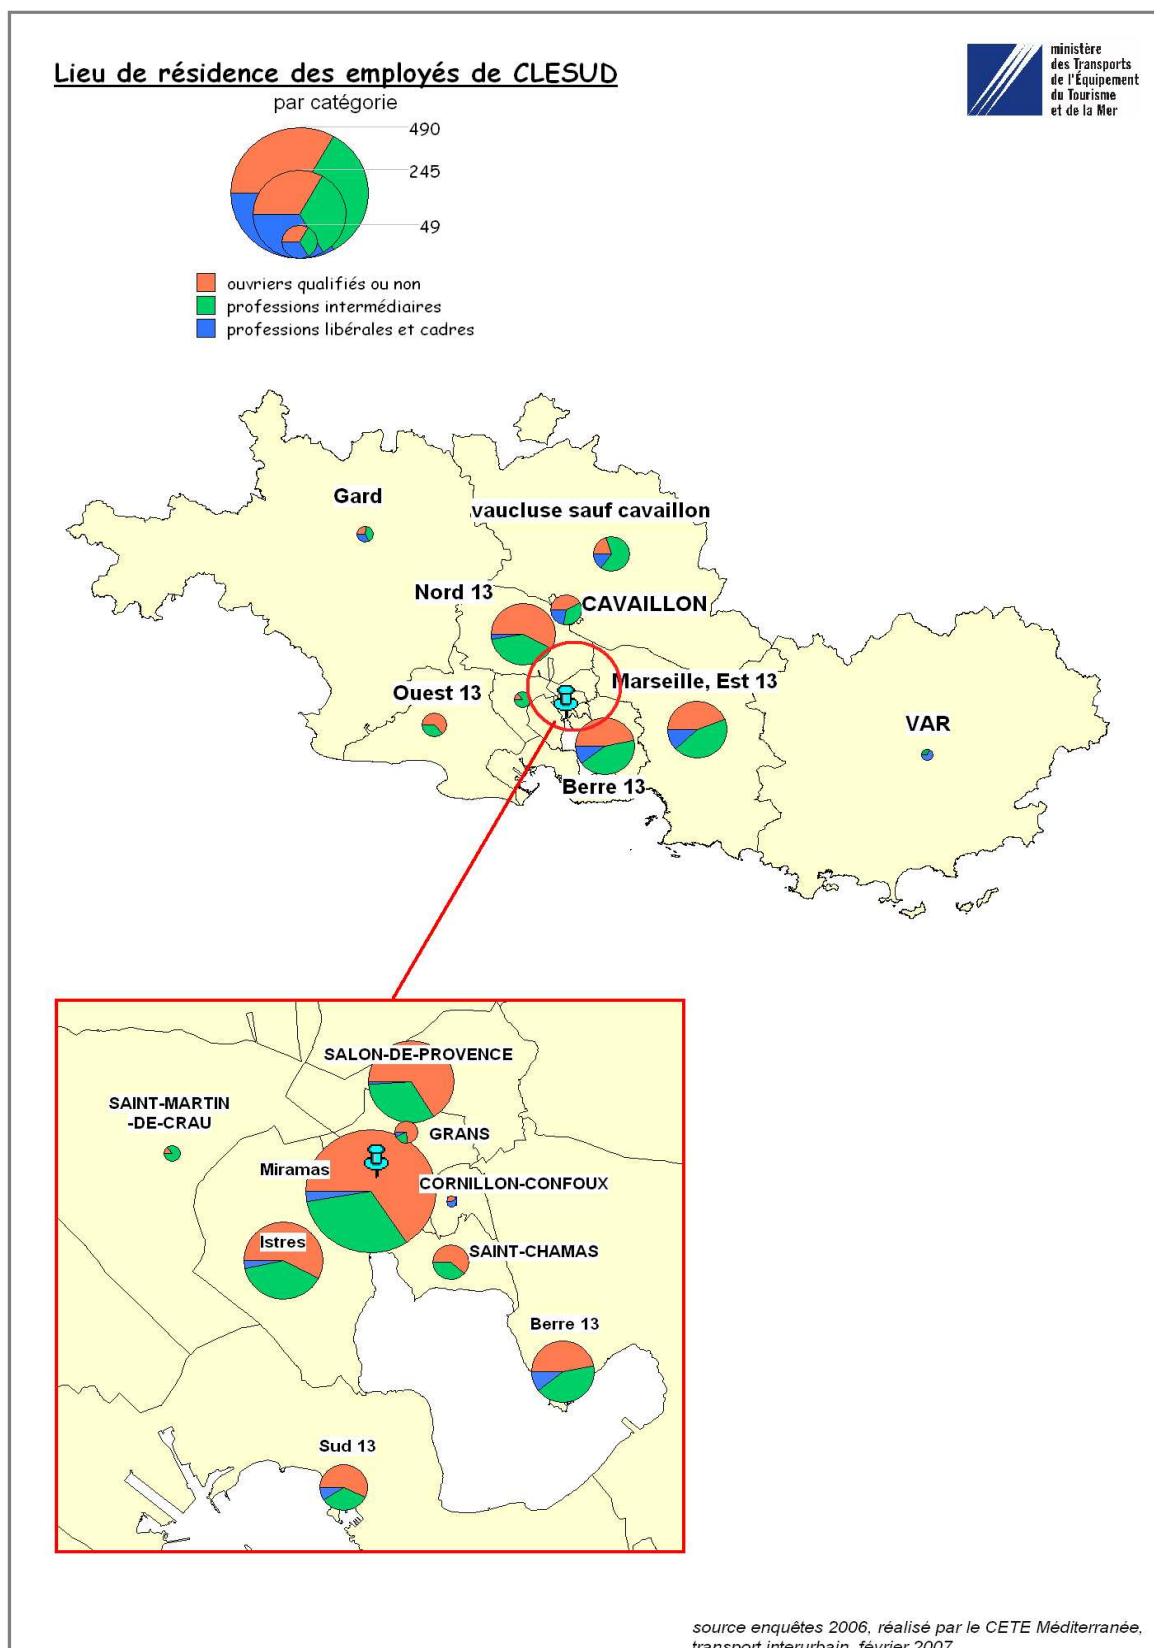 Lieu de résidence des employés de CLESUD
par catégorie
ministère
des Transports
de l'Équipement
du Tourisme
et de la Mer
490
245
49
ouvriers qualifiés ou non
professions intermédiaires
professions libérales et cadres
Gard
vaucluse sauf cavaillon
Nord 13
CAVAILLON
Ouest 13
Marseille, Est 13
VAR
Berre 13
SALON-DE-PROVENCE
SAINT-MARTIN
-DE-CRAU
GRANS
Miramas
CORNILLON-CONFOUX
Istres
SAINT-CHAMAS
Berre 13
Sud 13
source enquêtes 2006, réalisé par le CETE Méditerranée,
transport interurbain, février 2007